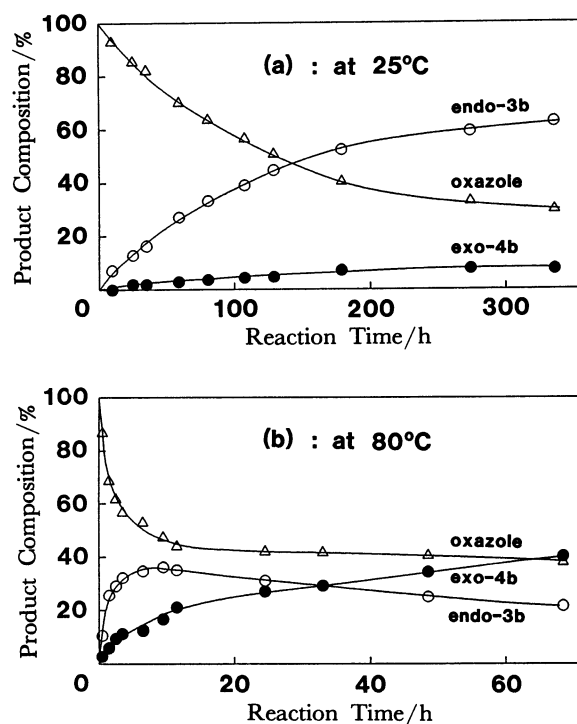 Product Composition/%
100
80
60
40
20
0
(a) : at 25°C
endo-3b
oxazole
exo-4b
100
200
300
Reaction Time/h
Product Composition/%
100
80
60
40
20
0
(b) : at 80°C
oxazole
exo-4b
endo-3b
20
40
60
Reaction Time/h